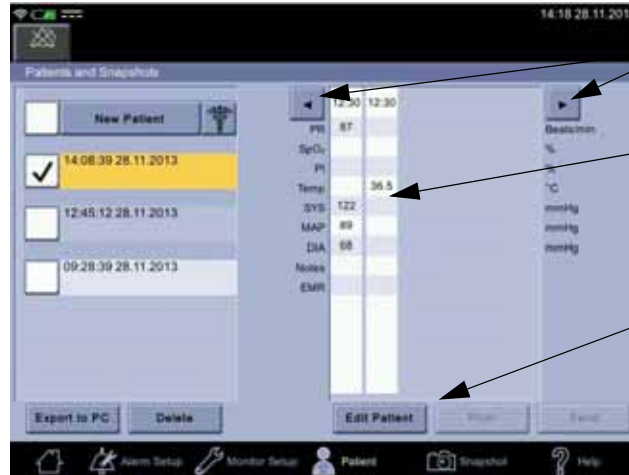 14:18 28.11.201
Patients and Snapshots
New Patient
14:08:39 28.11.2013
12:45:12 28.11.2013
09:28:39 28.11.2013
12:30 12:30
PR 87 Beats/min
SpO₂ %
PI %
Temp 36.5 °C
SYS 122 mmHg
MAP 89 mmHg
DIA 68 mmHg
Notes
EMR
Export to PC Delete Edit Patient Print Send
Alarm Setup Monitor Setup Patient Snapshot Help